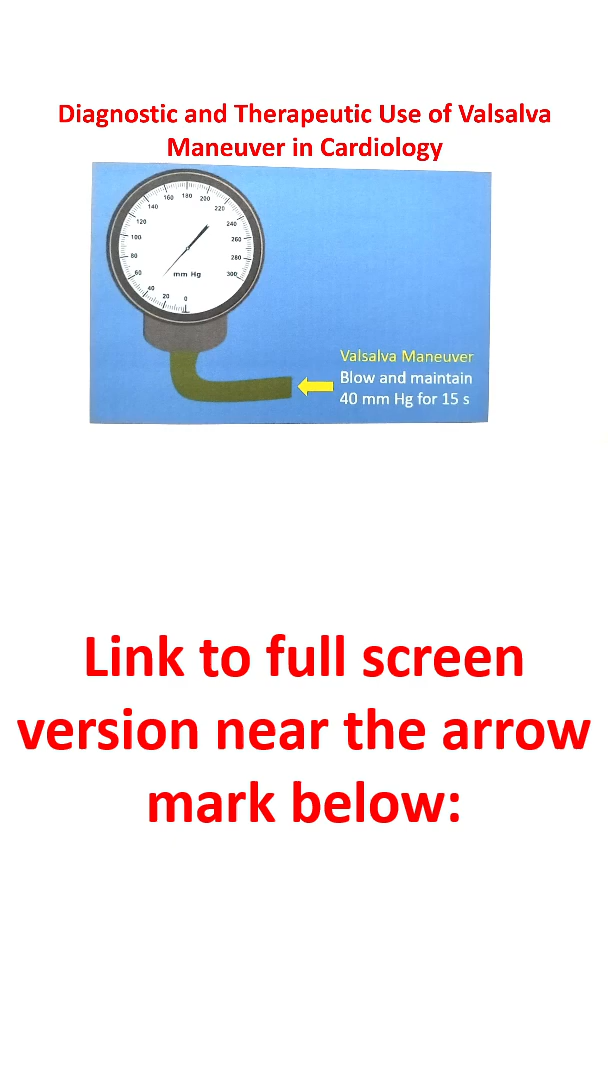 Diagnostic and Therapeutic Use of Valsalva
Maneuver in Cardiology
160 180 200
140 220
120 240
100 260
80 280
60 300
mm Hg
40
20 0
Valsalva Maneuver
Blow and maintain
40 mm Hg for 15 s
Link to full screen
version near the arrow
mark below: